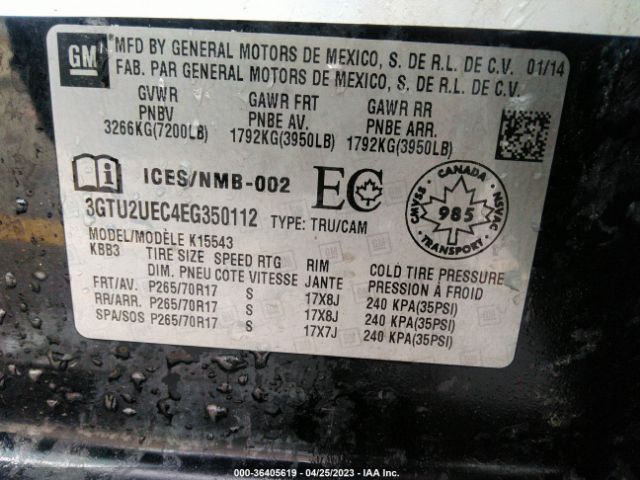 GM
MFD BY GENERAL MOTORS DE MEXICO, S. DE R.L. DE C.V. 01/14
FAB. PAR GENERAL MOTORS DE MEXICO, S. DE R.L. DE C.V.
GVWR GAWR FRT GAWR RR
PNBV PNBE AV. PNBE ARR.
3266KG(7200LB) 1792KG(3950LB) 1792KG(3950LB)
ICES/NMB-002 EC
3GTU2UEC4EG350112 TYPE: TRU/CAM
CANADA CMVSS NSVAC 985 TRANSPORT
MODEL/MODÈLE K15543
KBB3 TIRE SIZE SPEED RTG RIM COLD TIRE PRESSURE
DIM. PNEU COTE VITESSE JANTE PRESSION À FROID
FRT/AV. P265/70R17 S 17X8J 240 KPA(35PSI)
RR/ARR. P265/70R17 S 17X8J 240 KPA(35PSI)
SPA/SOS P265/70R17 S 17X7J 240 KPA(35PSI)
000-36405619 - 04/25/2023 - IAA Inc.